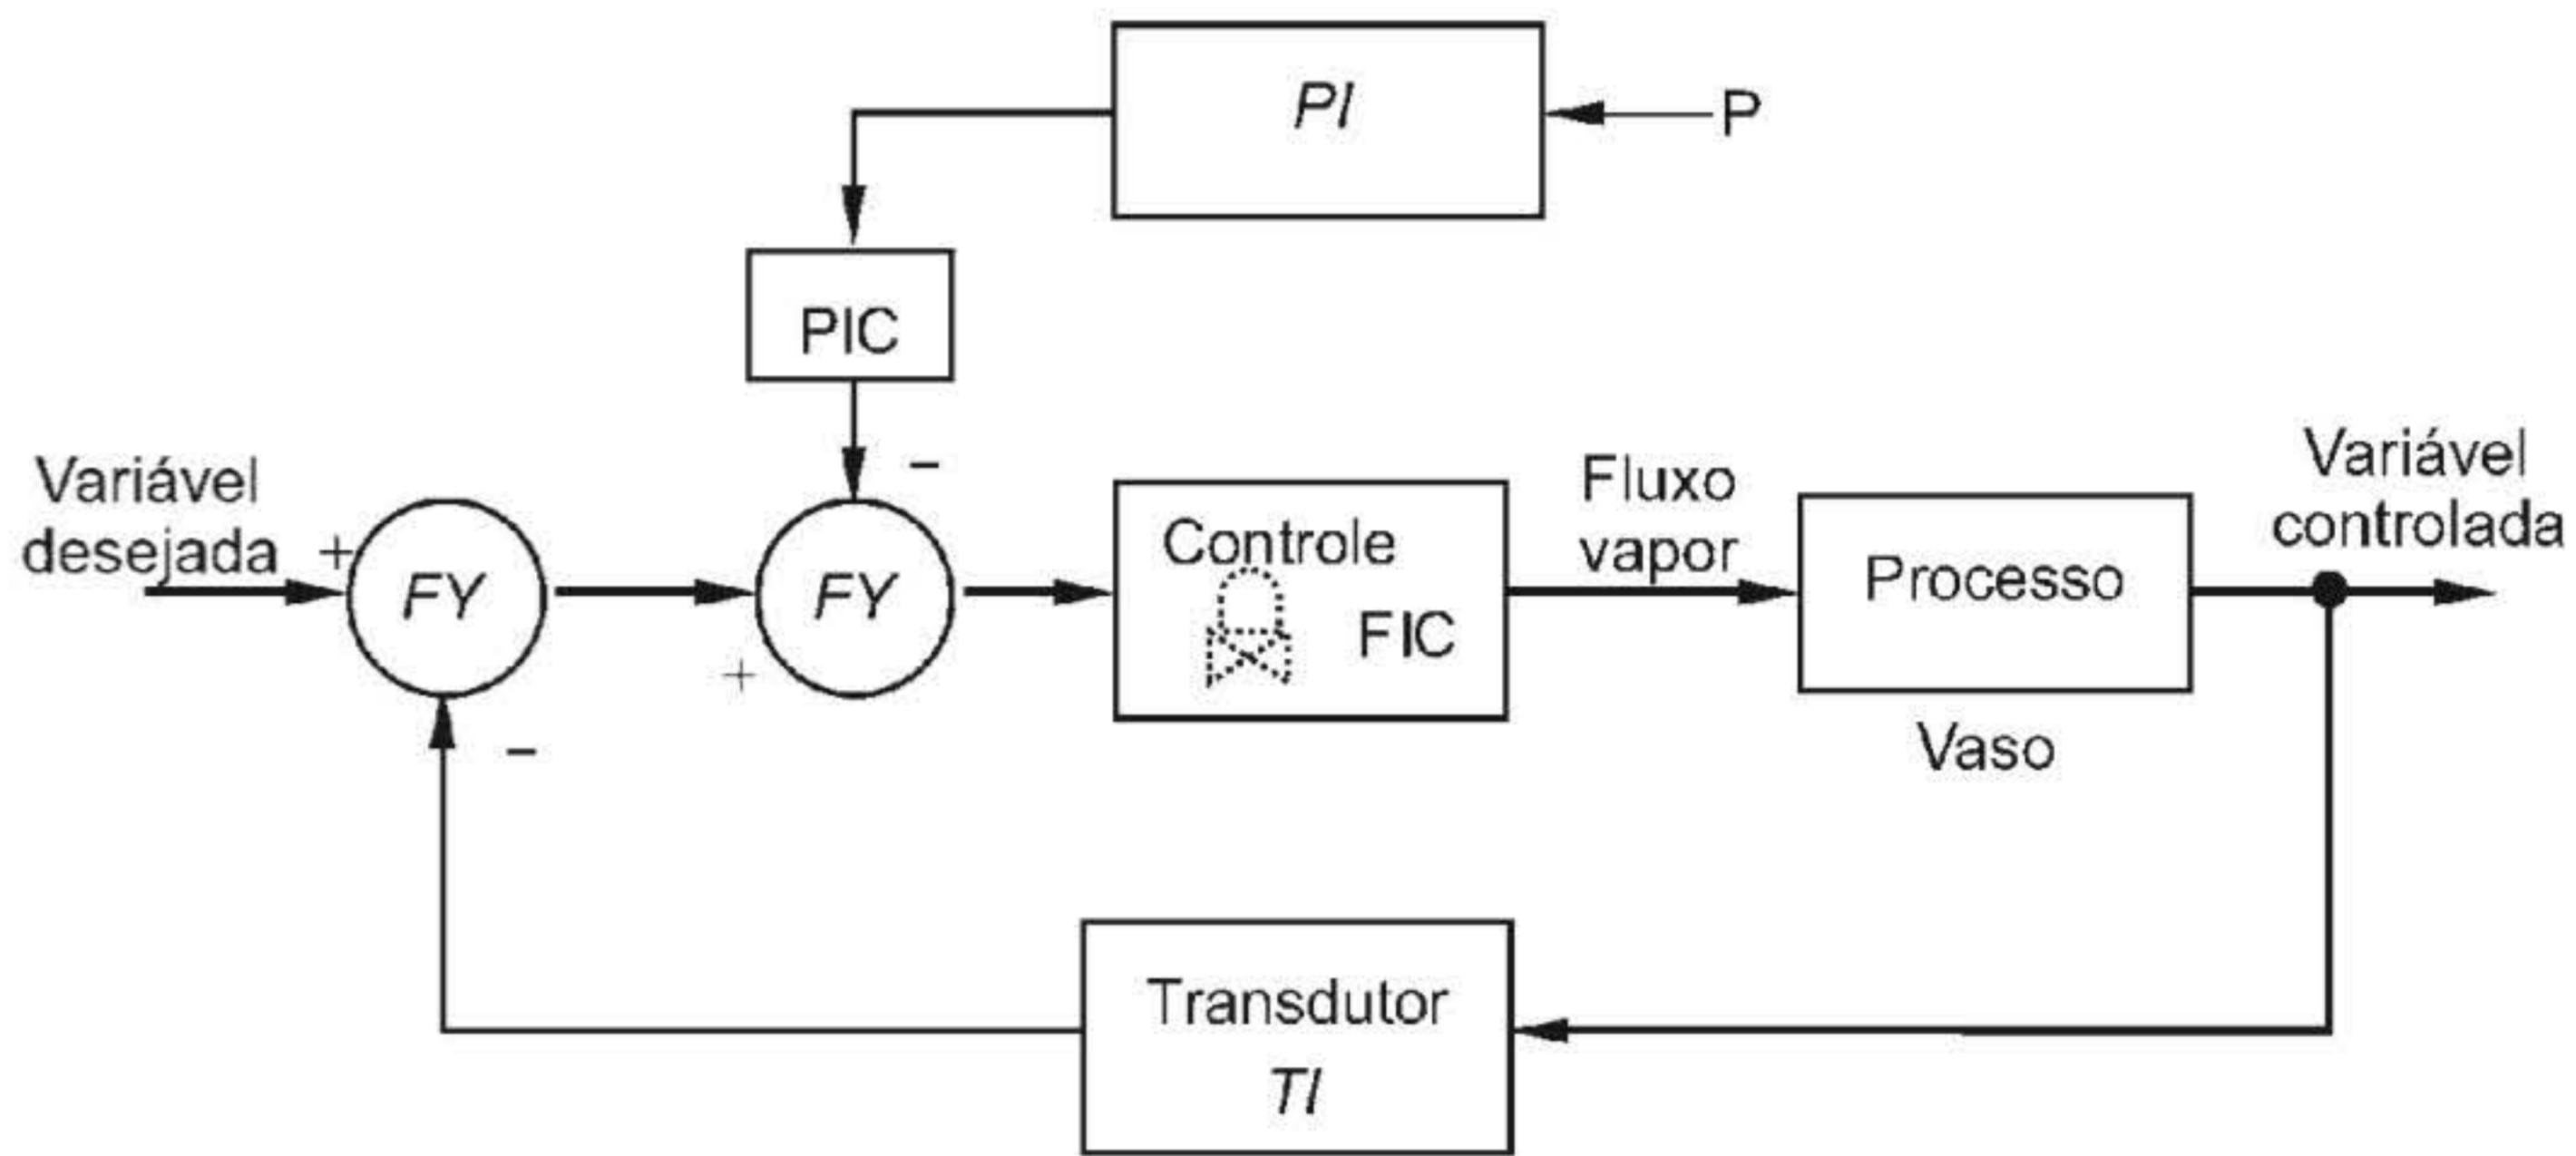 PI
P
PIC
−
Variável
desejada
+
FY
FY
+
−
Controle
FIC
Fluxo
vapor
Processo
Vaso
Variável
controlada
Transdutor
TI